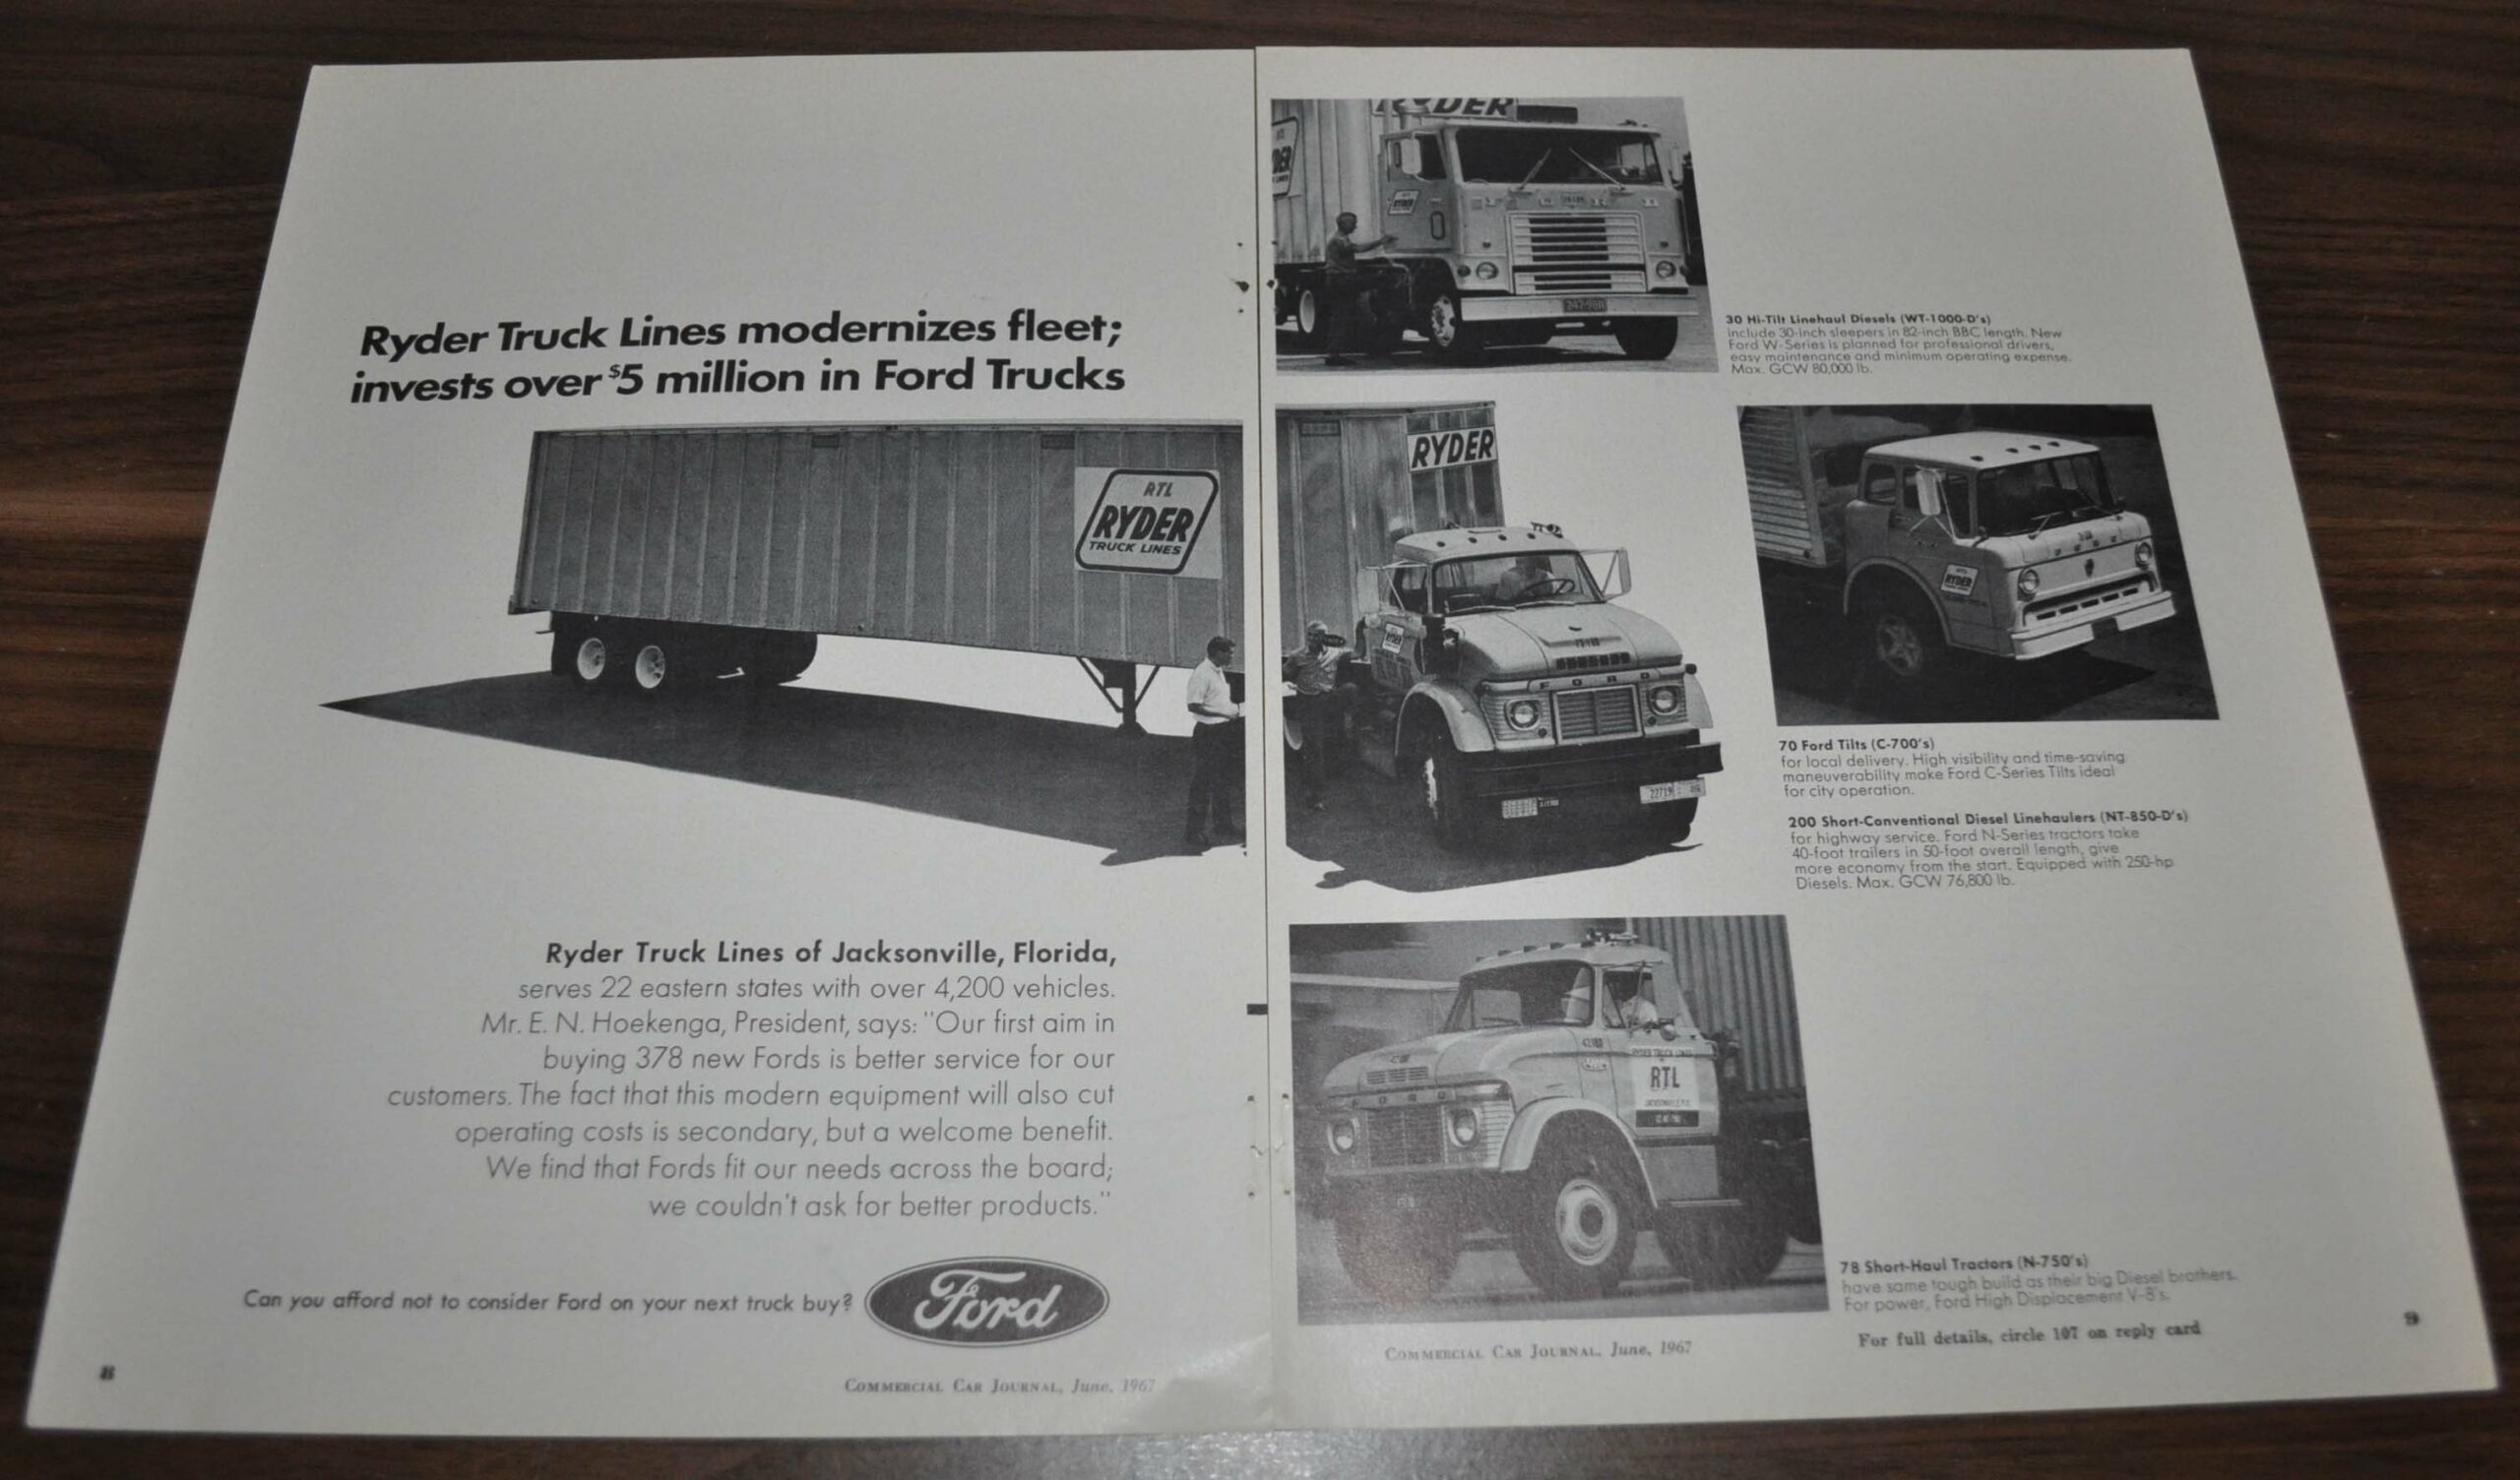 Ryder Truck Lines modernizes fleet;
invests over $5 million in Ford Trucks
RTL
RYDER
TRUCK LINES
Ryder Truck Lines of Jacksonville, Florida,
serves 22 eastern states with over 4,200 vehicles.
Mr. E. N. Hoekenga, President, says: "Our first aim in
buying 378 new Fords is better service for our
customers. The fact that this modern equipment will also cut
operating costs is secondary, but a welcome benefit.
We find that Fords fit our needs across the board;
we couldn't ask for better products."
Can you afford not to consider Ford on your next truck buy?
Ford
8
COMMERCIAL CAR JOURNAL, June, 1967
RYDER
RYDER
30 Hi-Tilt Linehaul Diesels (WT-1000-D's)
include 30-inch sleepers in 82-inch BBC length. New
Ford W-Series is planned for professional drivers,
easy maintenance and minimum operating expense.
Max. GCW 80,000 lb.
RYDER
FORD
RTL
RYDER
FORD
70 Ford Tilts (C-700's)
for local delivery. High visibility and time-saving
maneuverability make Ford C-Series Tilts ideal
for city operation.
200 Short-Conventional Diesel Linehaulers (NT-850-D's)
for highway service. Ford N-Series tractors take
40-foot trailers in 50-foot overall length, give
more economy from the start. Equipped with 250-hp
Diesels. Max. GCW 76,800 lb.
FORD
RYDER TRUCK LINES
RTL
78 Short-Haul Tractors (N-750's)
have same tough build as their big Diesel brothers.
For power, Ford High Displacement V-8's.
For full details, circle 107 on reply card
COMMERCIAL CAR JOURNAL, June, 1967
9